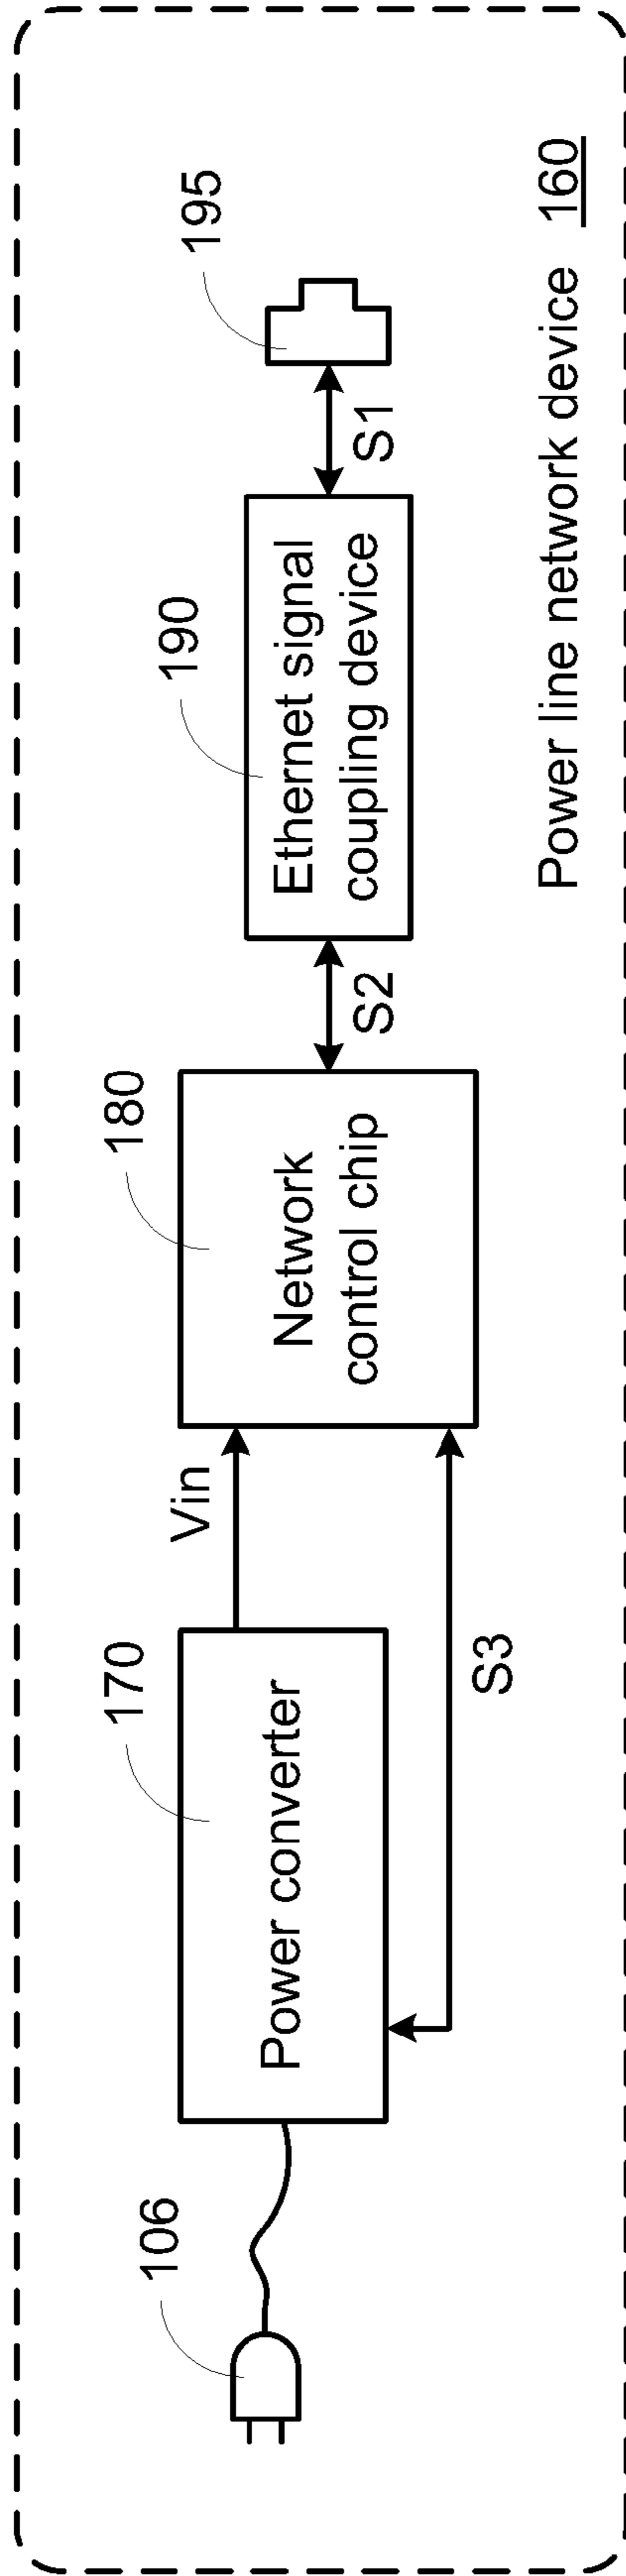 106
170
Power converter
Vin
S3
180
Network
control chip
S2
190
Ethernet signal
coupling device
S1
195
Power line network device 160